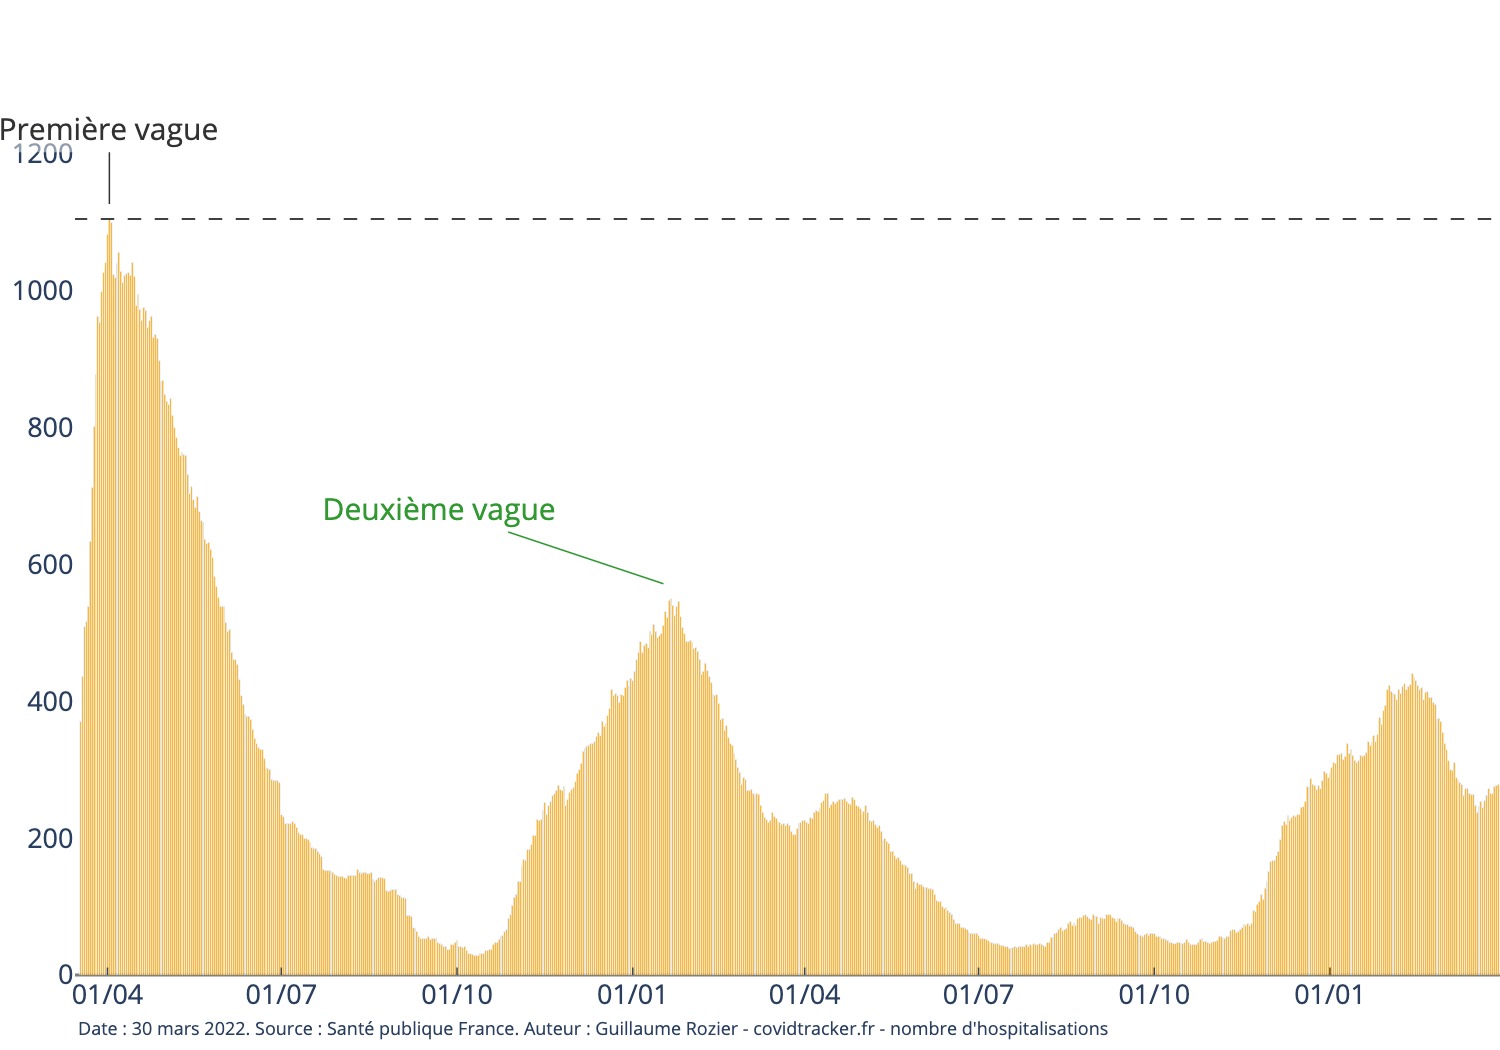 Première vague
1200
1000
800
Deuxième vague
600
400
200
0
01/04 01/07 01/10 01/01 01/04 01/07 01/10 01/01
Date : 30 mars 2022. Source : Santé publique France. Auteur : Guillaume Rozier - covidtracker.fr - nombre d'hospitalisations